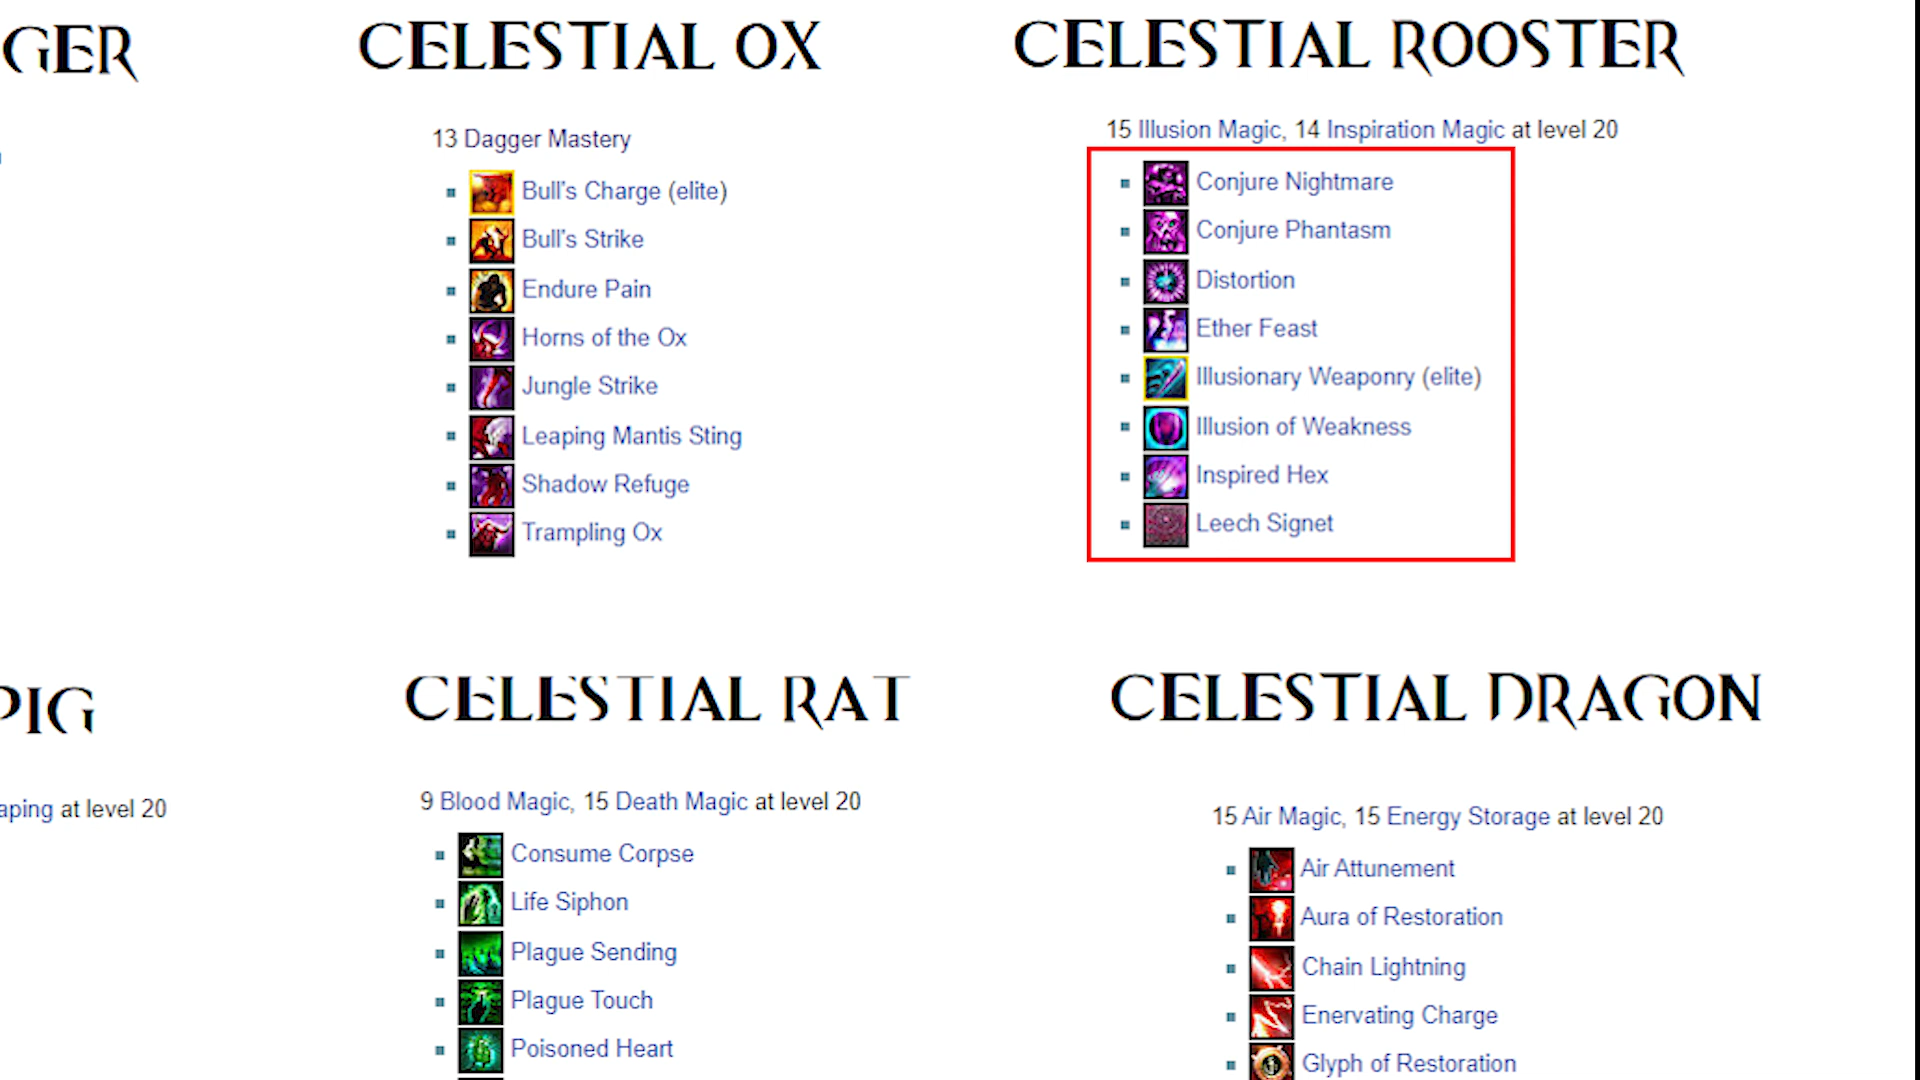 GER
CELESTIAL OX
13 Dagger Mastery
Bull's Charge (elite)
Bull's Strike
Endure Pain
Horns of the Ox
Jungle Strike
Leaping Mantis Sting
Shadow Refuge
Trampling Ox
CELESTIAL ROOSTER
15 Illusion Magic, 14 Inspiration Magic at level 20
Conjure Nightmare
Conjure Phantasm
Distortion
Ether Feast
Illusionary Weaponry (elite)
Illusion of Weakness
Inspired Hex
Leech Signet
PIG
aping at level 20
CELESTIAL RAT
9 Blood Magic, 15 Death Magic at level 20
Consume Corpse
Life Siphon
Plague Sending
Plague Touch
Poisoned Heart
CELESTIAL DRAGON
15 Air Magic, 15 Energy Storage at level 20
Air Attunement
Aura of Restoration
Chain Lightning
Enervating Charge
Glyph of Restoration